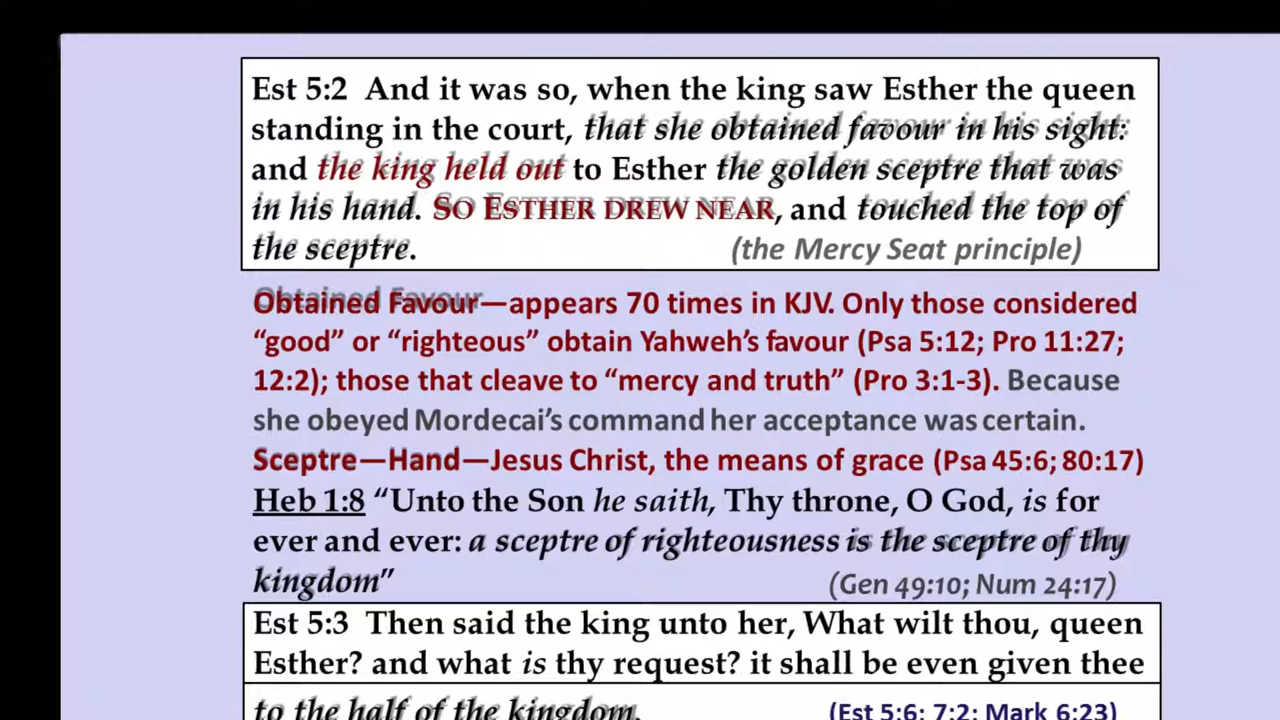 Est 5:2 And it was so, when the king saw Esther the queen
standing in the court, that she obtained favour in his sight:
and the king held out to Esther the golden sceptre that was
in his hand. SO ESTHER DREW NEAR, and touched the top of
the sceptre. (the Mercy Seat principle)
Obtained Favour—appears 70 times in KJV. Only those considered
“good” or “righteous” obtain Yahweh’s favour (Psa 5:12; Pro 11:27;
12:2); those that cleave to “mercy and truth” (Pro 3:1-3). Because
she obeyed Mordecai’s command her acceptance was certain.
Sceptre—Hand—Jesus Christ, the means of grace (Psa 45:6; 80:17)
Heb 1:8 “Unto the Son he saith, Thy throne, O God, is for
ever and ever: a sceptre of righteousness is the sceptre of thy
kingdom” (Gen 49:10; Num 24:17)
Est 5:3 Then said the king unto her, What wilt thou, queen
Esther? and what is thy request? it shall be even given thee
to the half of the kingdom. (Est 5:6; 7:2; Mark 6:23)